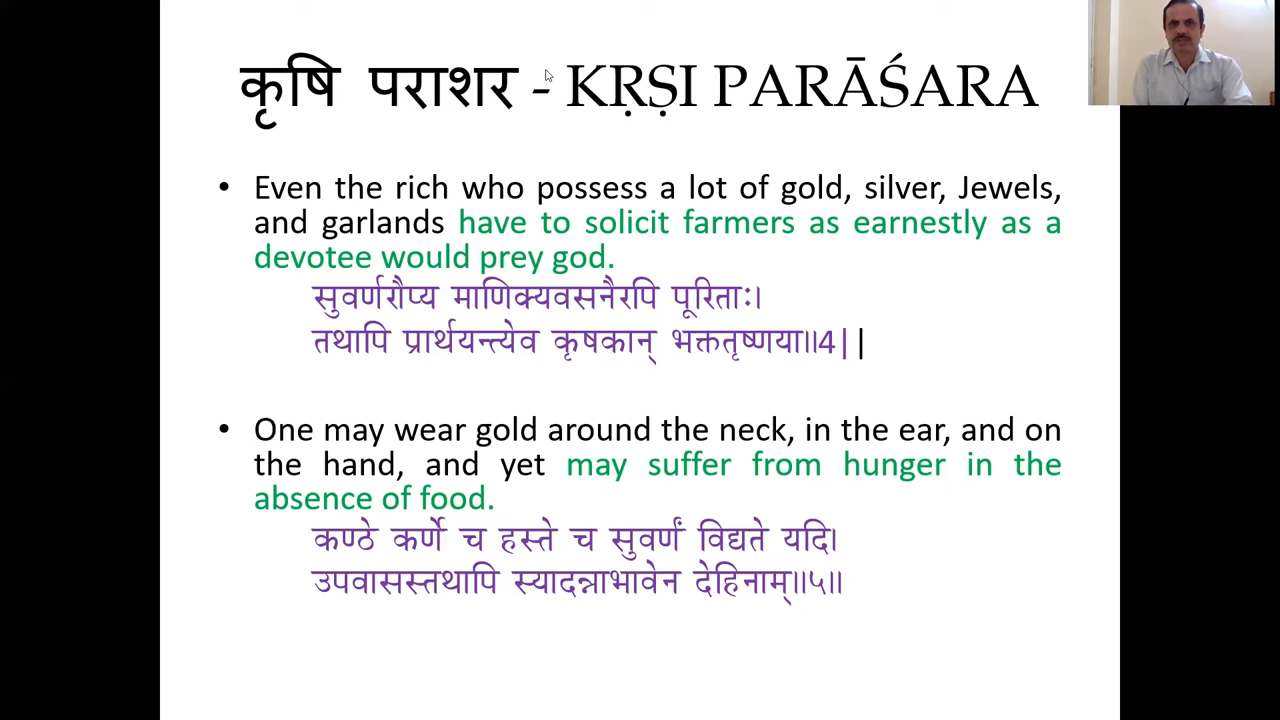 कृषि पराशर - KṚṢI PARĀŚARA
• Even the rich who possess a lot of gold, silver, Jewels,
and garlands have to solicit farmers as earnestly as a
devotee would prey god.
सुवर्णरौप्य माणिक्यवसनैरपि पूरिताः।
तथापि प्रार्थयन्त्येव कृषकान् भक्ततृष्णया॥4||
• One may wear gold around the neck, in the ear, and on
the hand, and yet may suffer from hunger in the
absence of food.
कण्ठे कर्णे च हस्ते च सुवर्णं विद्यते यदि।
उपवासस्तथापि स्यादन्नाभावेन देहिनाम्॥५॥